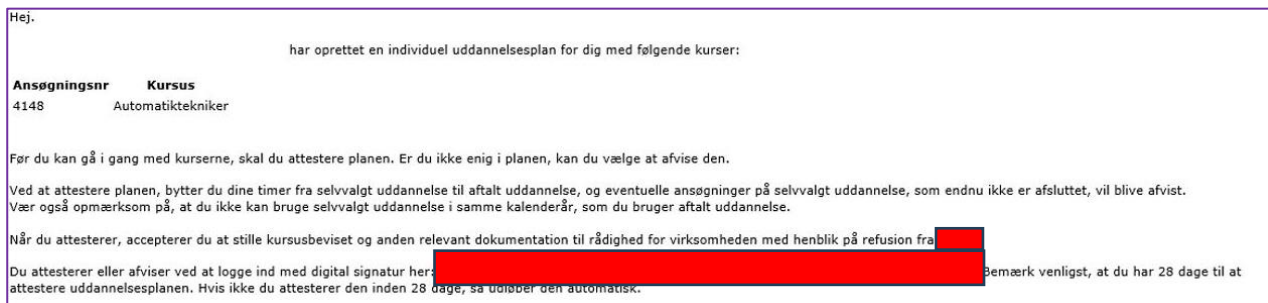 Hej.
har oprettet en individuel uddannelsesplan for dig med følgende kurser:
Ansøgningsnr Kursus
4148 Automatiktekniker
Før du kan gå i gang med kurserne, skal du attestere planen. Er du ikke enig i planen, kan du vælge at afvise den.
Ved at attestere planen, bytter du dine timer fra selvvalgt uddannelse til aftalt uddannelse, og eventuelle ansøgninger på selvvalgt uddannelse, som endnu ikke er afsluttet, vil blive afvist.
Vær også opmærksom på, at du ikke kan bruge selvvalgt uddannelse i samme kalenderår, som du bruger aftalt uddannelse.
Når du attesterer, accepterer du at stille kursusbeviset og anden relevant dokumentation til rådighed for virksomheden med henblik på refusion fra
Du attesterer eller afviser ved at logge ind med digital signatur her: Bemærk venligst, at du har 28 dage til at
attestere uddannelsesplanen. Hvis ikke du attesterer den inden 28 dage, så udløber den automatisk.